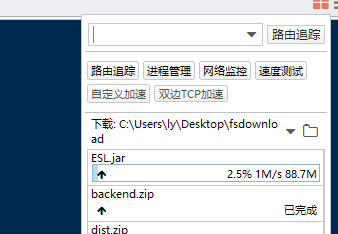 路由追踪
路由追踪 进程管理 网络监控 速度测试
自定义加速 双边TCP加速
下载: C:\Users\ly\Desktop\fsdownlo
ad
ESL.jar
2.5% 1M/s 88.7M
backend.zip
已完成
dist.zip